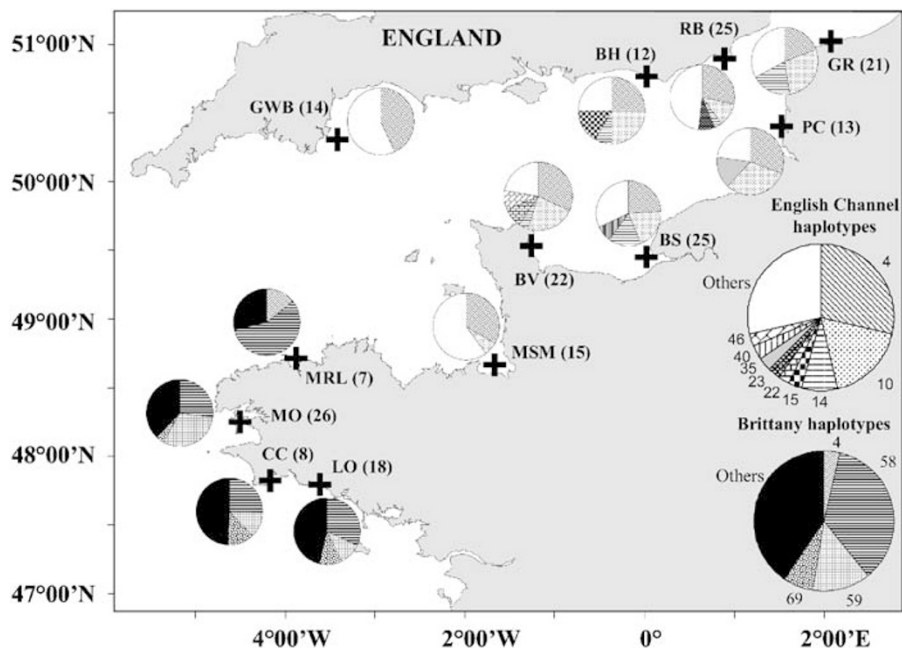 51°00'N
50°00'N
49°00'N
48°00'N
47°00'N
4°00'W
2°00'W
0°
2°00'E
ENGLAND
RB (25)
BH (12)
GR (21)
GWB (14)
PC (13)
BS (25)
BV (22)
MSM (15)
MRL (7)
MO (26)
CC (8)
LO (18)
English Channel
haplotypes
4
Others
46
40
35
23
22
15
14
10
Brittany haplotypes
4
58
Others
69
59